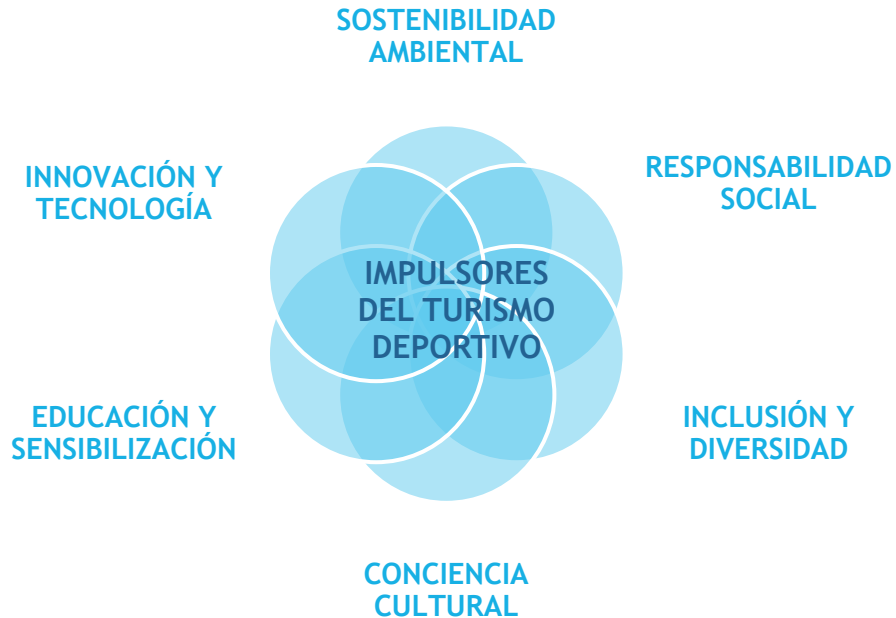 SOSTENIBILIDAD
AMBIENTAL
INNOVACIÓN Y
TECNOLOGÍA
RESPONSABILIDAD
SOCIAL
IMPULSORES
DEL TURISMO
DEPORTIVO
EDUCACIÓN Y
SENSIBILIZACIÓN
INCLUSIÓN Y
DIVERSIDAD
CONCIENCIA
CULTURAL